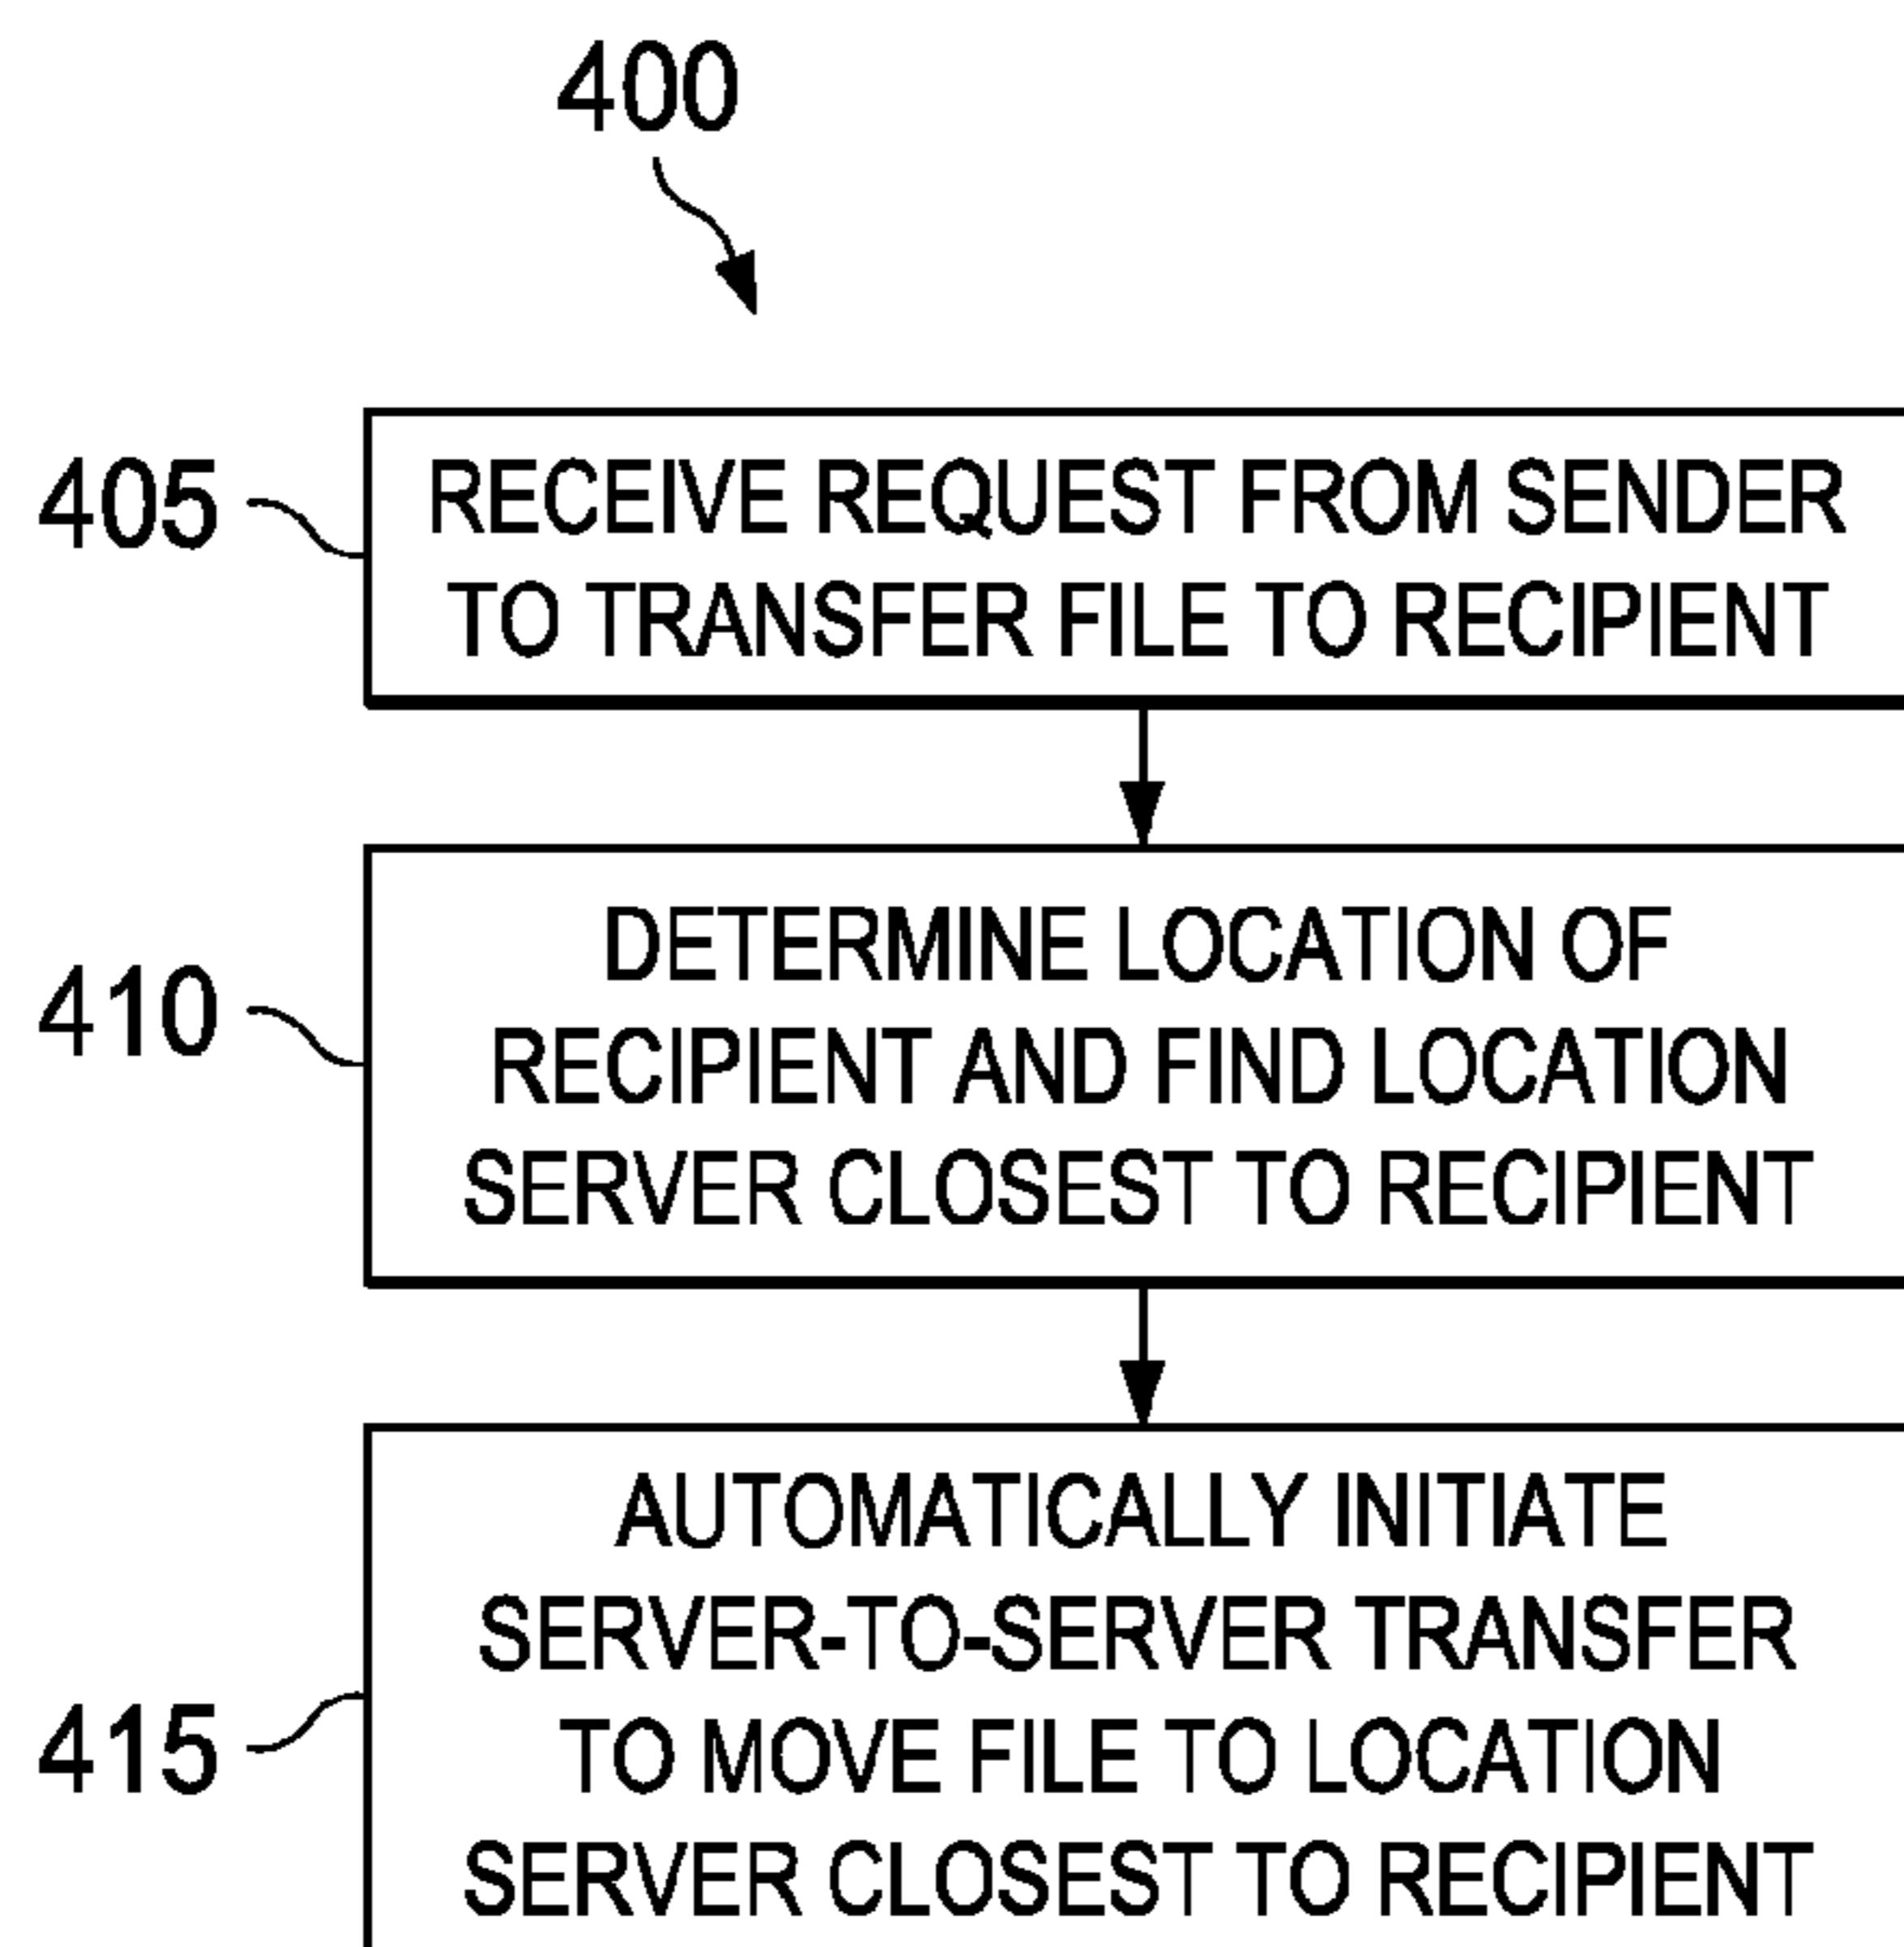 400
405
RECEIVE REQUEST FROM SENDER
TO TRANSFER FILE TO RECIPIENT
410
DETERMINE LOCATION OF
RECIPIENT AND FIND LOCATION
SERVER CLOSEST TO RECIPIENT
415
AUTOMATICALLY INITIATE
SERVER-TO-SERVER TRANSFER
TO MOVE FILE TO LOCATION
SERVER CLOSEST TO RECIPIENT